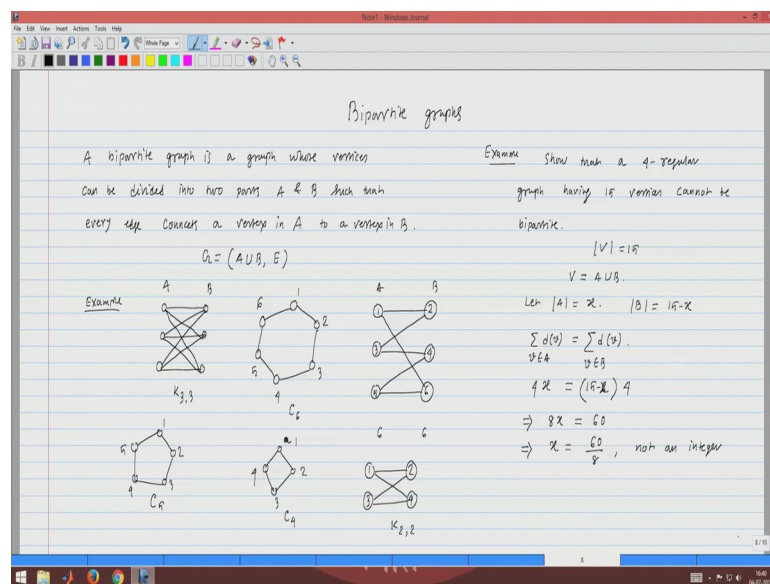 Note1 - Windows Journal
File Edit View Insert Actions Tools Help
Whole Page
B I
Bipartite graphs
A bipartite graph is a graph whose vertices
can be divided into two parts A & B such that
every edge connects a vertex in A to a vertex in B.
G = (A∪B, E)
Example
A B
K3,3
6 1 2 3 4 5
C6
A B
1 2
3 4
5 6
6 6
5 1 2 3 4
C5
a 1
4 2
3
C4
1 2
3 4
K2,2
Example Show that a 4-regular
graph having 15 vertices cannot be
bipartite.
|V| = 15
V = A∪B.
Let |A| = x. |B| = 15-x
∑ d(v) = ∑ d(v).
v∈A v∈B
4x = (15-x) 4
⇒ 8x = 60
⇒ x = 60/8, not an integer
8 / 10
8
16:40